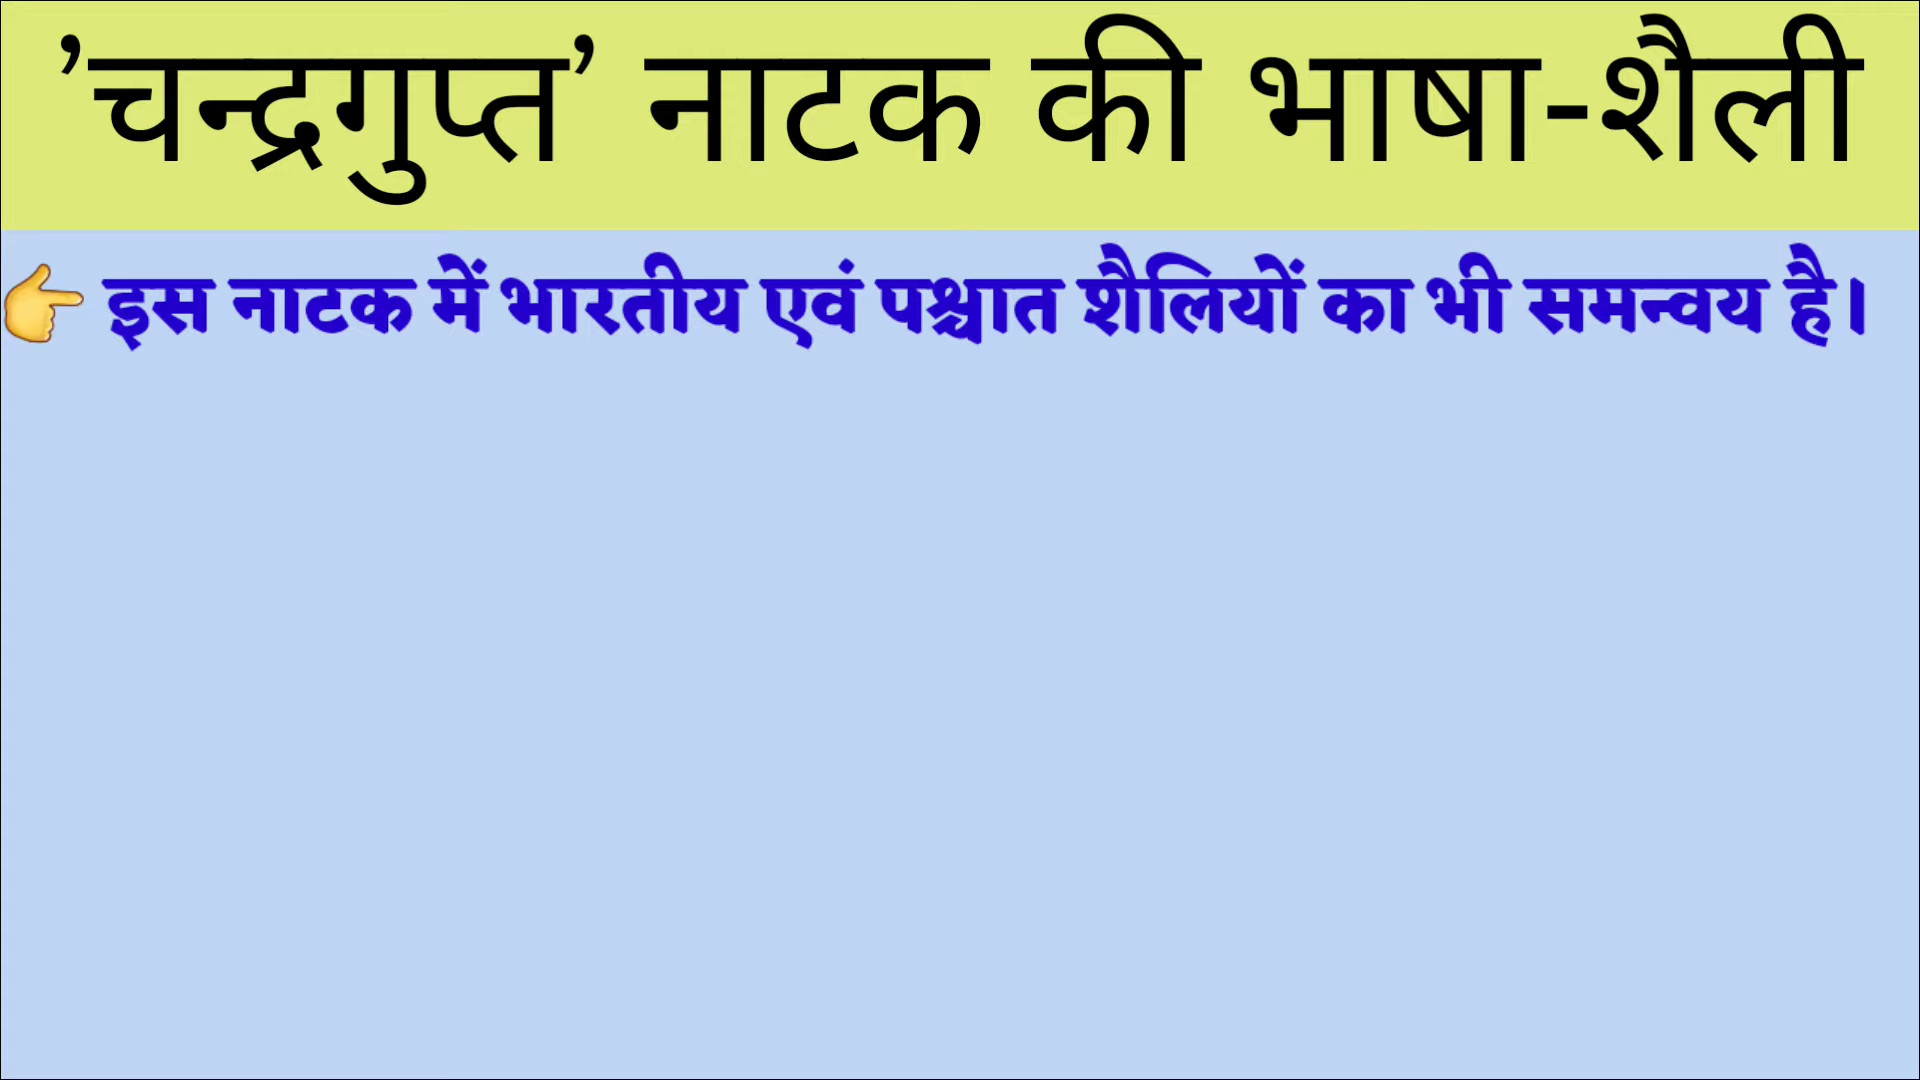 ’चन्द्रगुप्त’ नाटक की भाषा-शैली
👉 इस नाटक में भारतीय एवं पश्चात शैलियों का भी समन्वय है।